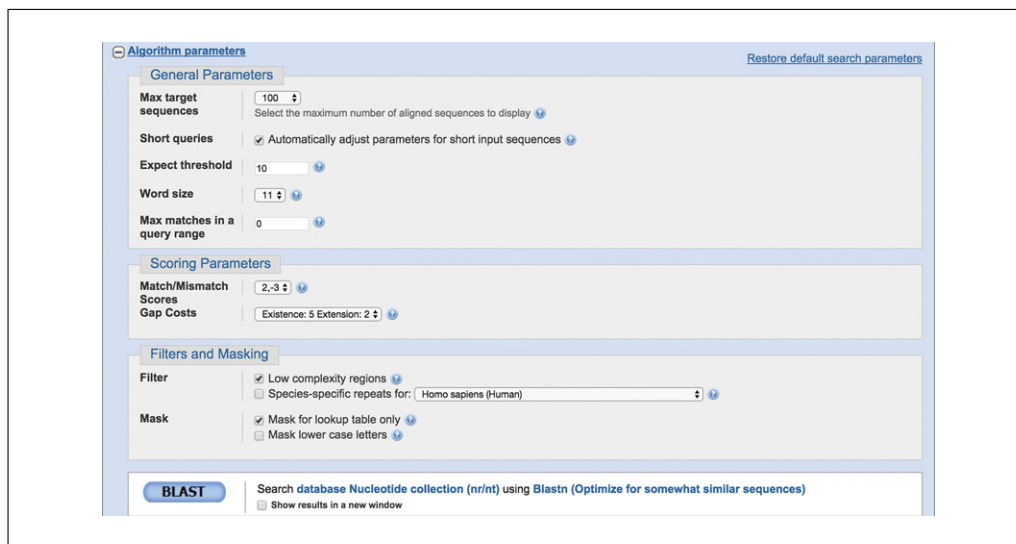 Algorithm parameters
Restore default search parameters
General Parameters
Max target sequences
100
Select the maximum number of aligned sequences to display
Short queries
Automatically adjust parameters for short input sequences
Expect threshold
10
Word size
11
Max matches in a query range
0
Scoring Parameters
Match/Mismatch Scores
2,-3
Gap Costs
Existence: 5 Extension: 2
Filters and Masking
Filter
Low complexity regions
Species-specific repeats for:
Homo sapiens (Human)
Mask
Mask for lookup table only
Mask lower case letters
BLAST
Search database Nucleotide collection (nr/nt) using Blastn (Optimize for somewhat similar sequences)
Show results in a new window